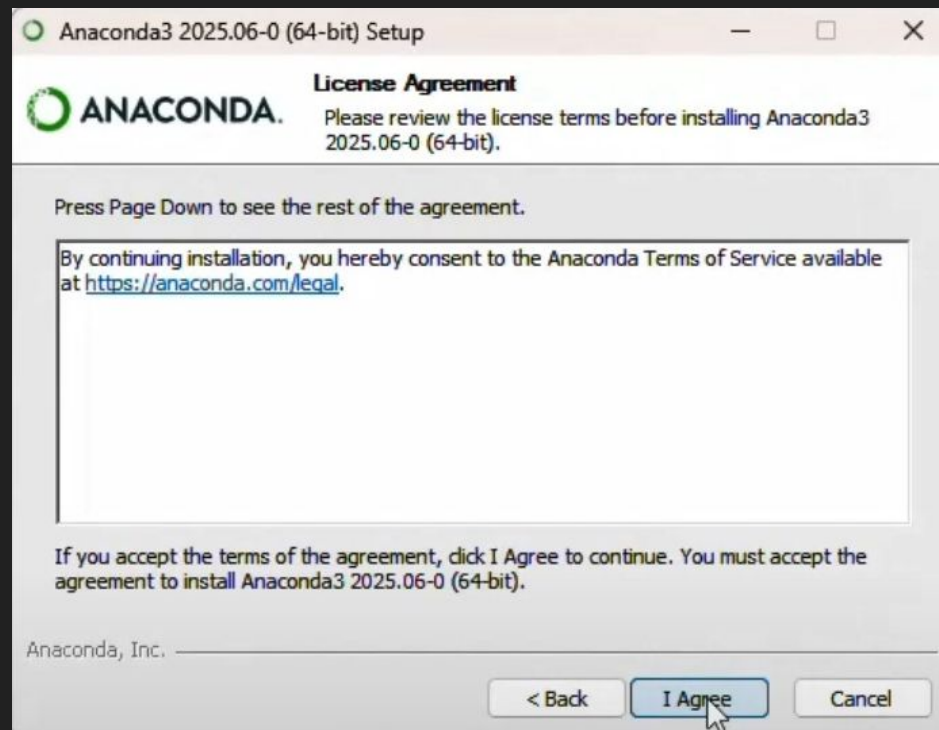 Anaconda3 2025.06-0 (64-bit) Setup
ANACONDA.
License Agreement
Please review the license terms before installing Anaconda3
2025.06-0 (64-bit).
Press Page Down to see the rest of the agreement.
By continuing installation, you hereby consent to the Anaconda Terms of Service available
at https://anaconda.com/legal.
If you accept the terms of the agreement, click I Agree to continue. You must accept the
agreement to install Anaconda3 2025.06-0 (64-bit).
Anaconda, Inc.
< Back
I Agree
Cancel